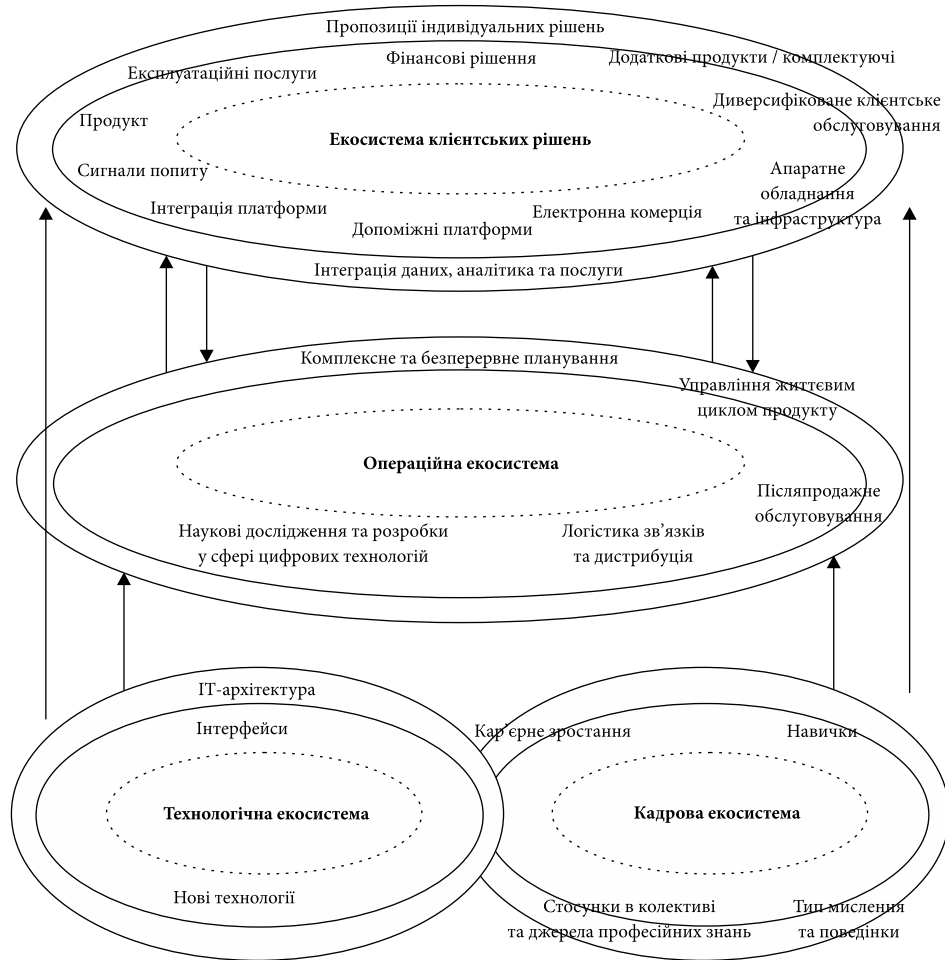 Пропозиції індивідуальних рішень
Фінансові рішення
Додаткові продукти / комплектуючі
Експлуатаційні послуги
Диверсифіковане клієнтське
обслуговування
Продукт
Екосистема клієнтських рішень
Сигнали попиту
Апаратне
обладнання
та інфраструктура
Інтеграція платформи
Електронна комерція
Допоміжні платформи
Інтеграція даних, аналітика та послуги
Комплексне та безперервне планування
Управління життєвим
циклом продукту
Операційна екосистема
Післяпродажне
обслуговування
Наукові дослідження та розробки
у сфері цифрових технологій
Логістика зв’язків
та дистрибуція
ІТ-архітектура
Інтерфейси
Кар’єрне зростання
Навички
Технологічна екосистема
Кадрова екосистема
Нові технології
Стосунки в колективі
та джерела професійних знань
Тип мислення
та поведінки